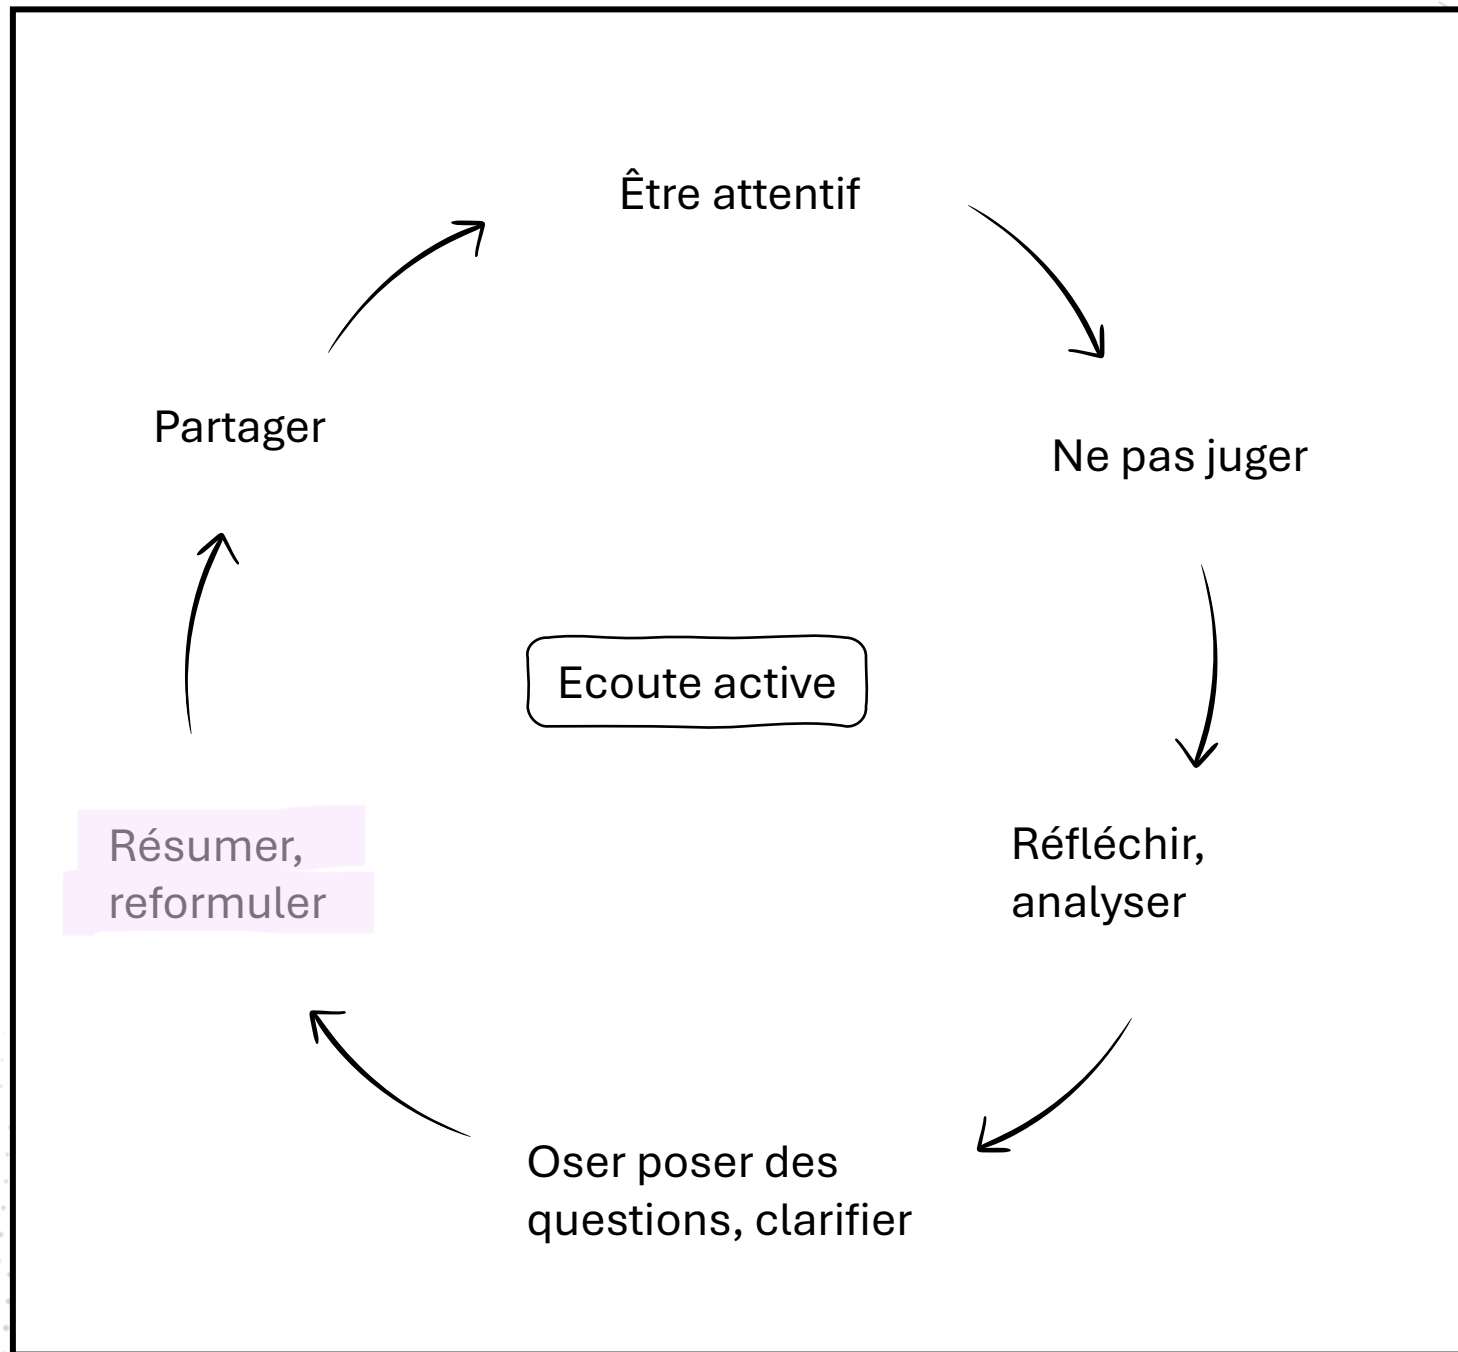 Être attentif
Partager
Ne pas juger
Ecoute active
Résumer,
reformuler
Réfléchir,
analyser
Oser poser des
questions, clarifier